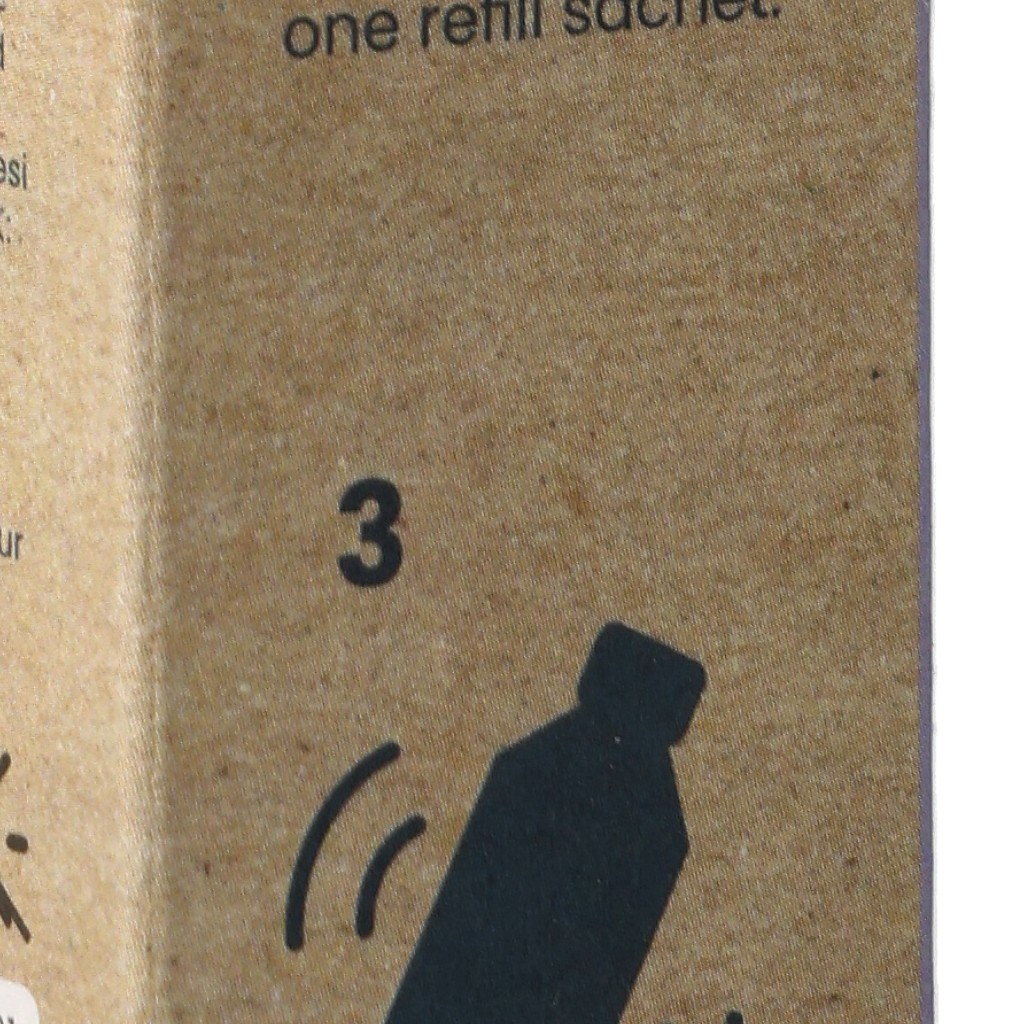 one refill sachet.
3